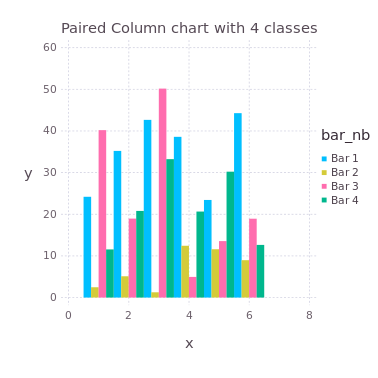 Paired Column chart with 4 classes
60
50
40
30
20
10
0
y
0 2 4 6 8
x
bar_nb
Bar 1
Bar 2
Bar 3
Bar 4